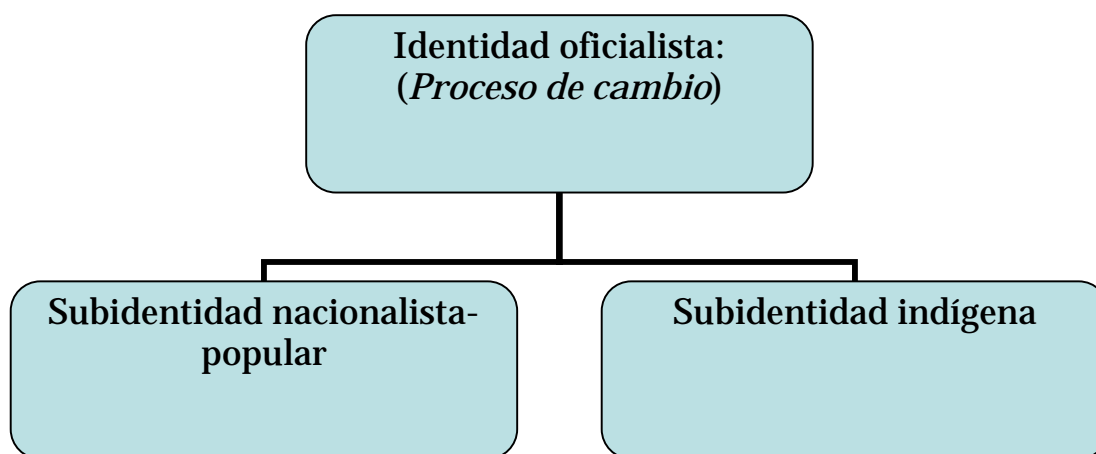 Identidad oficialista:
(Proceso de cambio)
Subidentidad nacionalista-
popular
Subidentidad indígena